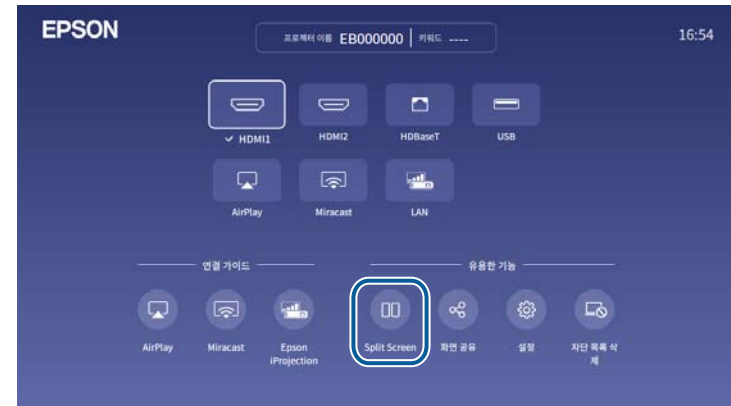 EPSON
프로젝터 이름 EB000000 | 키워드 ----
16:54
HDMI1
HDMI2
HDBaseT
USB
AirPlay
Miracast
LAN
연결 가이드
유용한 기능
AirPlay
Miracast
Epson
iProjection
Split Screen
화면 공유
설정
차단 목록 삭
제